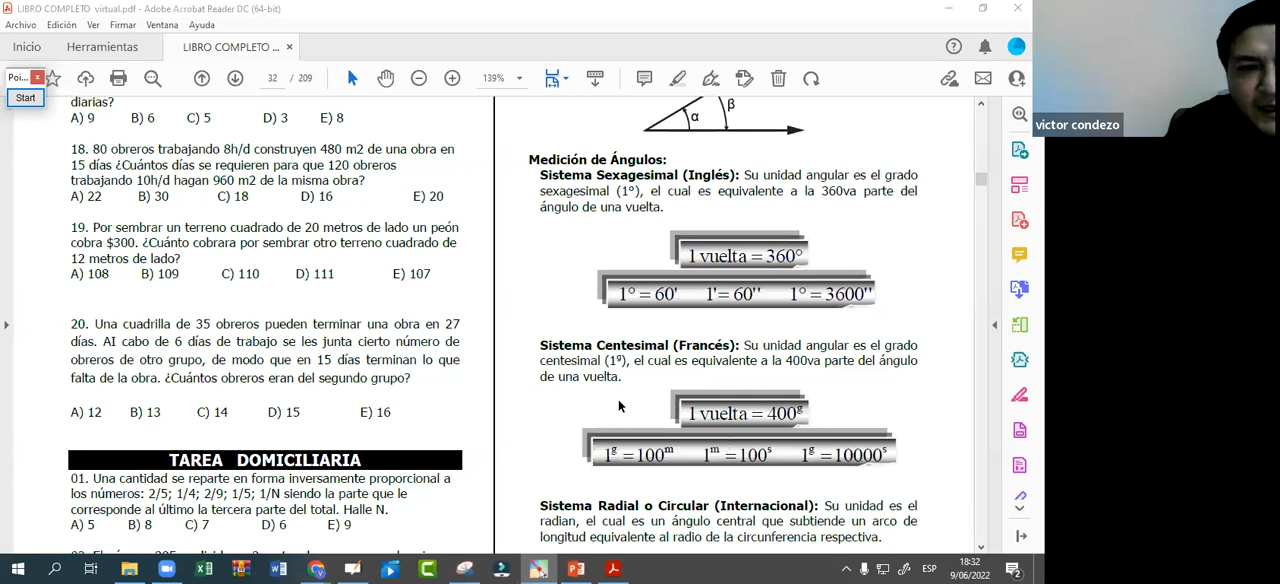 LIBRO COMPLETO virtual.pdf - Adobe Acrobat Reader DC (64-bit)
Archivo Edición Ver Firmar Ventana Ayuda
Inicio Herramientas LIBRO COMPLETO ... ×
Poi... x
Start
32 / 209
139%
diarias?
A) 9 B) 6 C) 5 D) 3 E) 8
18. 80 obreros trabajando 8h/d construyen 480 m2 de una obra en
15 días ¿Cuántos días se requieren para que 120 obreros
trabajando 10h/d hagan 960 m2 de la misma obra?
A) 22 B) 30 C) 18 D) 16 E) 20
19. Por sembrar un terreno cuadrado de 20 metros de lado un peón
cobra $300. ¿Cuánto cobrara por sembrar otro terreno cuadrado de
12 metros de lado?
A) 108 B) 109 C) 110 D) 111 E) 107
20. Una cuadrilla de 35 obreros pueden terminar una obra en 27
días. AI cabo de 6 días de trabajo se les junta cierto número de
obreros de otro grupo, de modo que en 15 días terminan lo que
falta de la obra. ¿Cuántos obreros eran del segundo grupo?
A) 12 B) 13 C) 14 D) 15 E) 16
TAREA DOMICILIARIA
01. Una cantidad se reparte en forma inversamente proporcional a
los números: 2/5; 1/4; 2/9; 1/5; 1/N siendo la parte que le
corresponde al último la tercera parte del total. Halle N.
A) 5 B) 8 C) 7 D) 6 E) 9
α β
Medición de Ángulos:
Sistema Sexagesimal (Inglés): Su unidad angular es el grado
sexagesimal (1°), el cual es equivalente a la 360va parte del
ángulo de una vuelta.
1 vuelta = 360°
1° = 60' 1' = 60'' 1° = 3600''
Sistema Centesimal (Francés): Su unidad angular es el grado
centesimal (1ᵍ), el cual es equivalente a la 400va parte del ángulo
de una vuelta.
1 vuelta = 400ᵍ
1ᵍ = 100ᵐ 1ᵐ = 100ˢ 1ᵍ = 10000ˢ
Sistema Radial o Circular (Internacional): Su unidad es el
radian, el cual es un ángulo central que subtiende un arco de
longitud equivalente al radio de la circunferencia respectiva.
victor condezo
ESP
18:32
9/06/2022
2